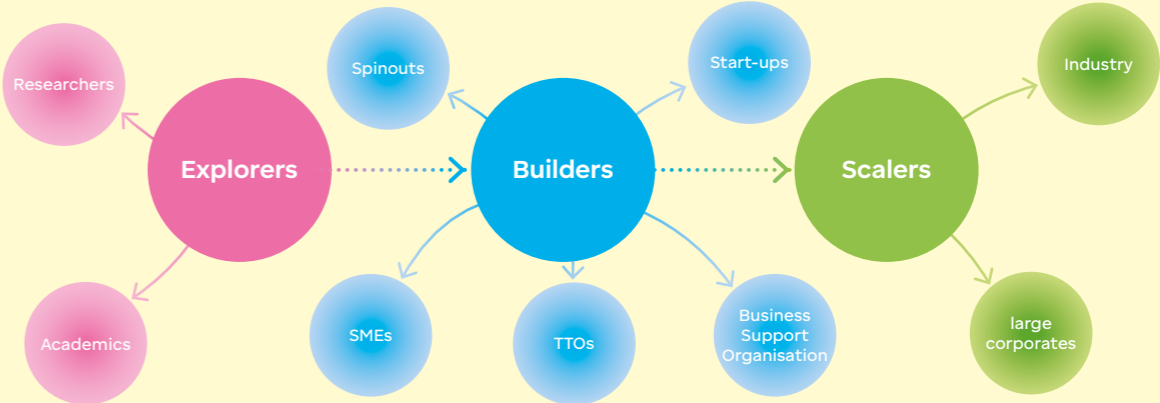 Researchers
Spinouts
Start-ups
Industry
Explorers
Builders
Scalers
Academics
SMEs
TTOs
Business
Support
Organisation
large
corporates